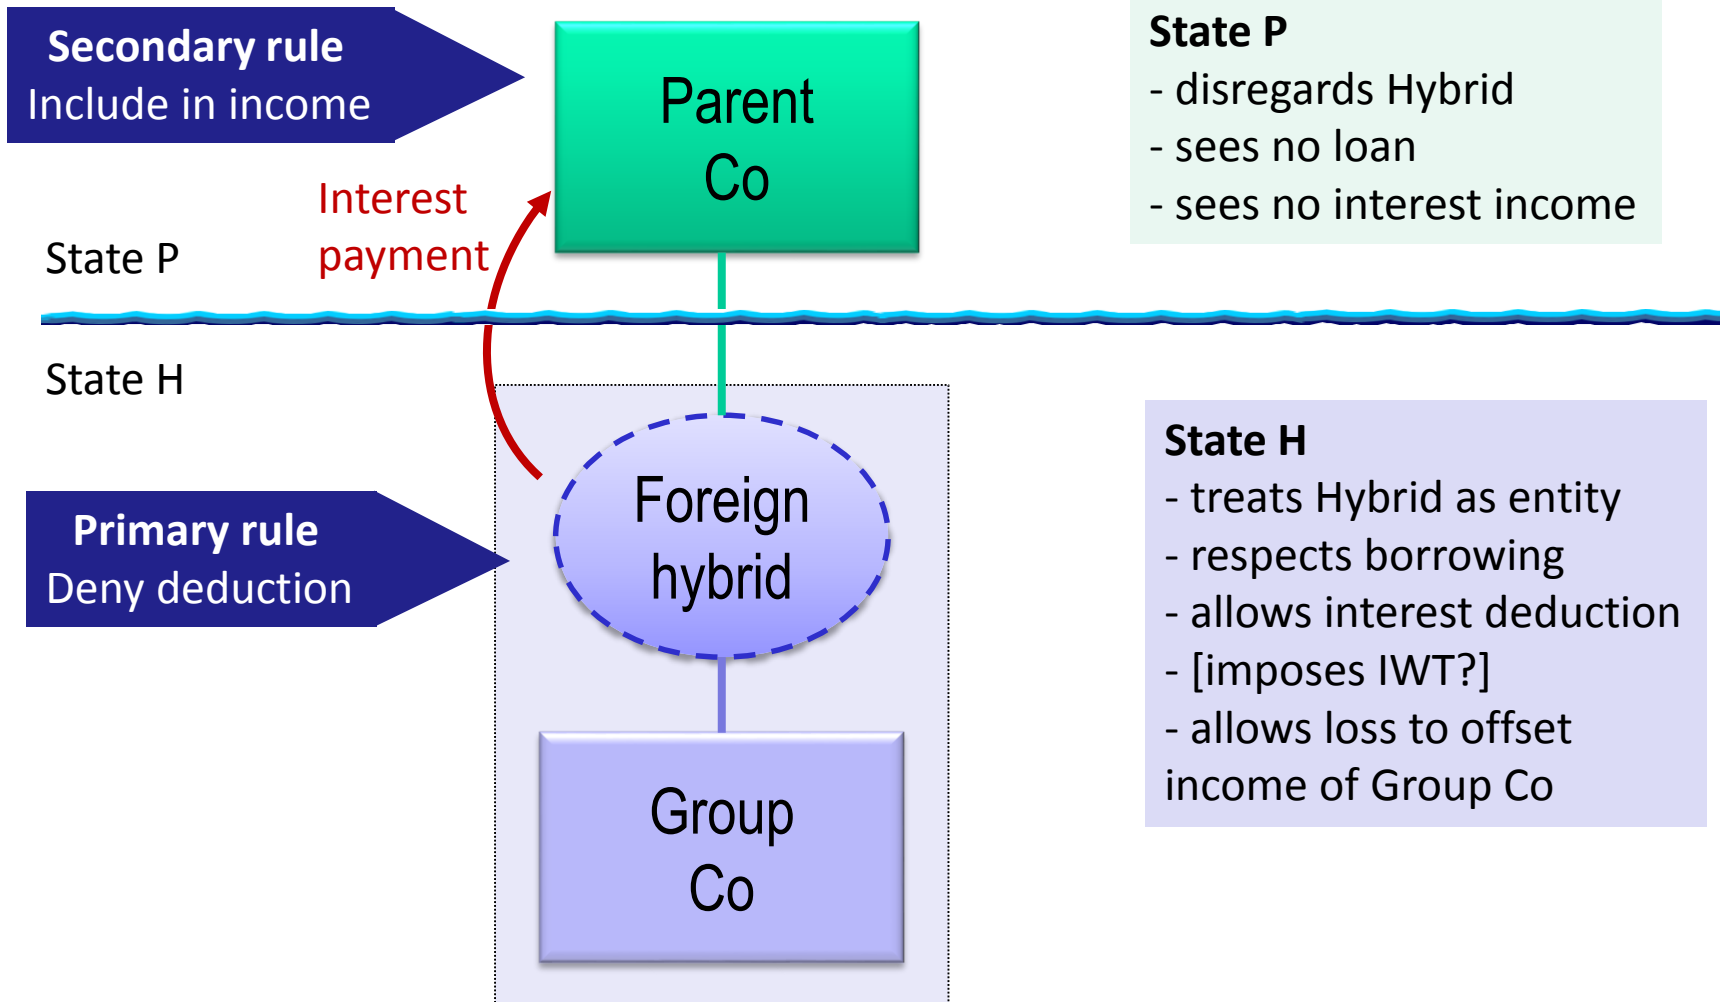 Secondary rule
Include in income
Parent
Co
State P
- disregards Hybrid
- sees no loan
- sees no interest income
Interest
payment
State P
State H
Primary rule
Deny deduction
Foreign
hybrid
Group
Co
State H
- treats Hybrid as entity
- respects borrowing
- allows interest deduction
- [imposes IWT?]
- allows loss to offset
income of Group Co